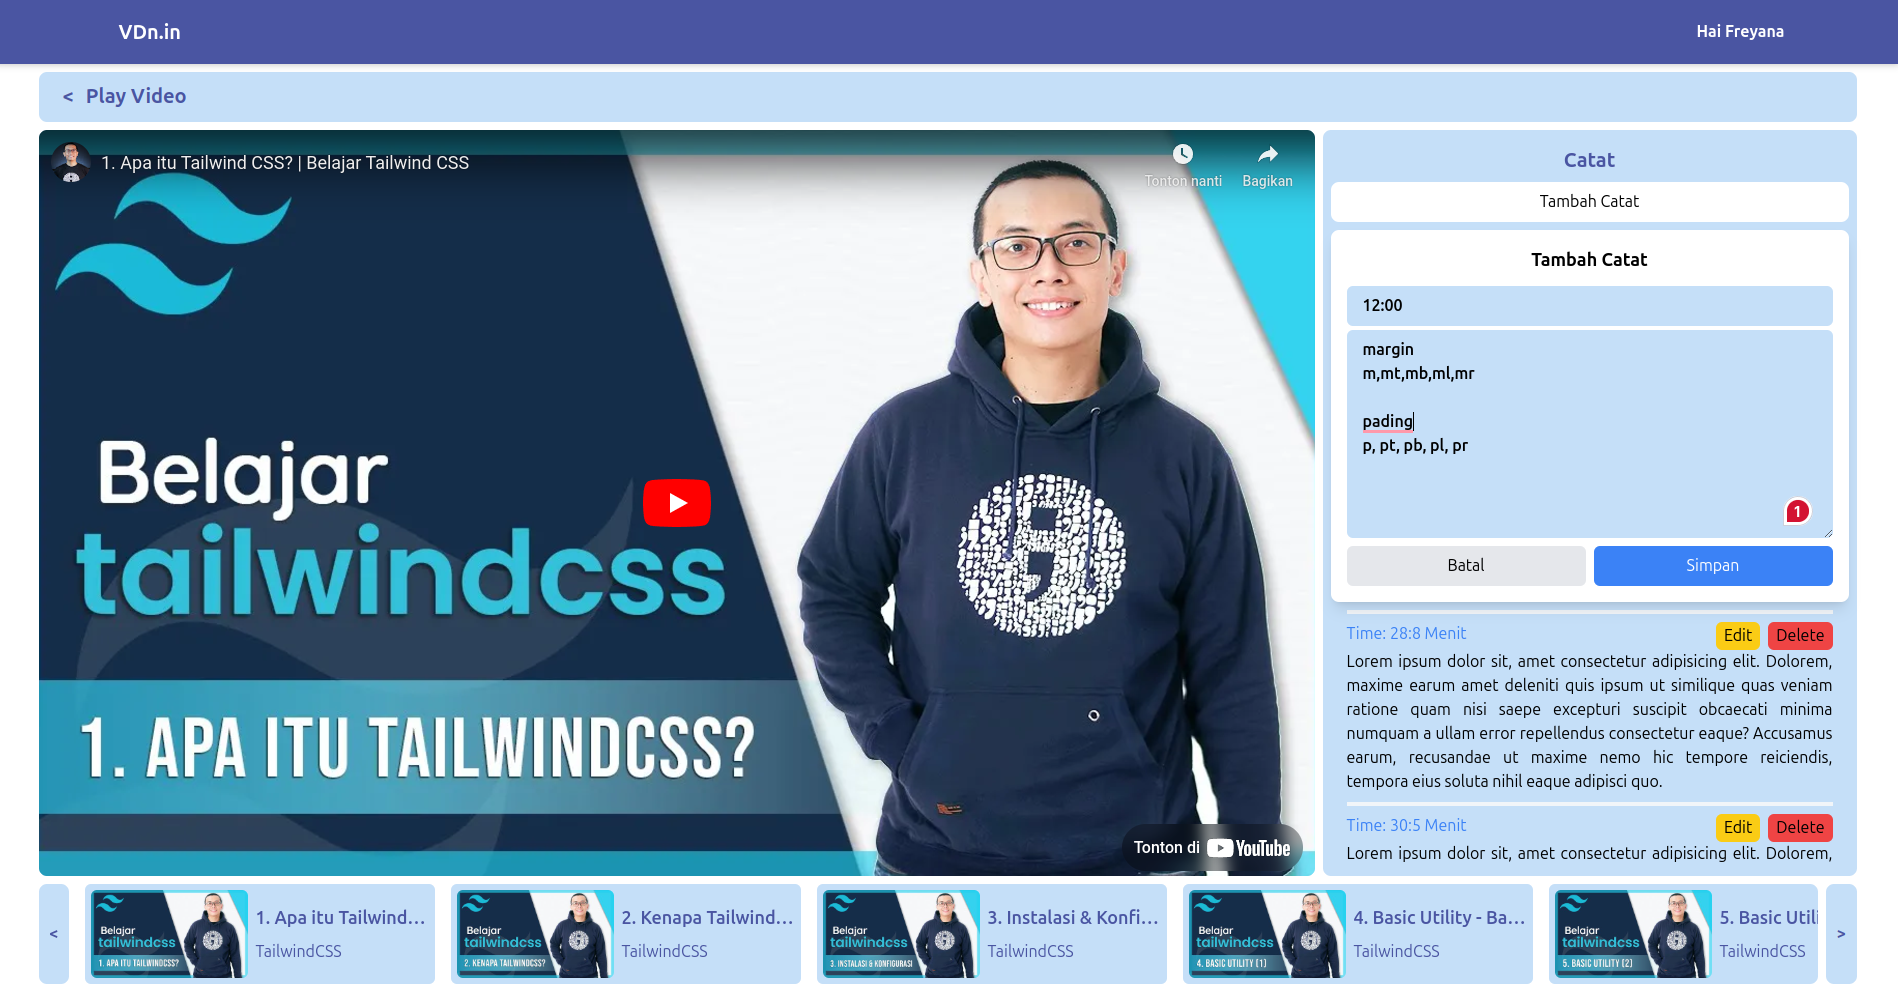 VDn.in
Hai Freyana
< Play Video
1. Apa itu Tailwind CSS? | Belajar Tailwind CSS
Tonton nanti
Bagikan
Belajar
tailwindcss
1. APA ITU TAILWINDCSS?
Tonton di YouTube
Catat
Tambah Catat
Tambah Catat
12:00
margin
m,mt,mb,ml,mr
pading
p, pt, pb, pl, pr
1
Batal
Simpan
Time: 28:8 Menit
Edit
Delete
Lorem ipsum dolor sit, amet consectetur adipisicing elit. Dolorem,
maxime earum amet deleniti quis ipsum ut similique quas veniam
ratione quam nisi saepe excepturi suscipit obcaecati minima
numquam a ullam error repellendus consectetur eaque? Accusamus
earum, recusandae ut maxime nemo hic tempore reiciendis,
tempora eius soluta nihil eaque adipisci quo.
Time: 30:5 Menit
Edit
Delete
Lorem ipsum dolor sit, amet consectetur adipisicing elit. Dolorem,
<
Belajar
tailwindcss
1. APA ITU TAILWINDCSS?
1. Apa itu Tailwind...
TailwindCSS
Belajar
tailwindcss
2. KENAPA TAILWINDCSS?
2. Kenapa Tailwind...
TailwindCSS
Belajar
tailwindcss
3. INSTALASI & KONFIGURASI
3. Instalasi & Konfi...
TailwindCSS
Belajar
tailwindcss
4. BASIC UTILITY (1)
4. Basic Utility - Ba...
TailwindCSS
Belajar
tailwindcss
5. BASIC UTILITY (2)
5. Basic Utili
TailwindCSS
>